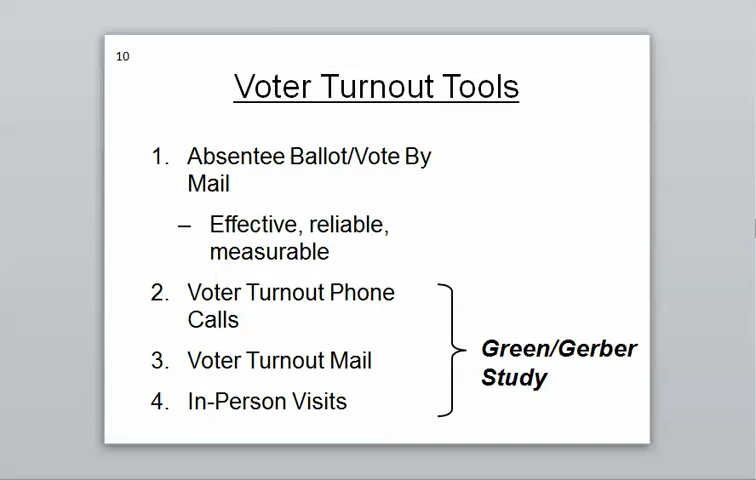 10
Voter Turnout Tools
1. Absentee Ballot/Vote By
Mail
– Effective, reliable,
measurable
2. Voter Turnout Phone
Calls
3. Voter Turnout Mail
4. In-Person Visits
Green/Gerber
Study